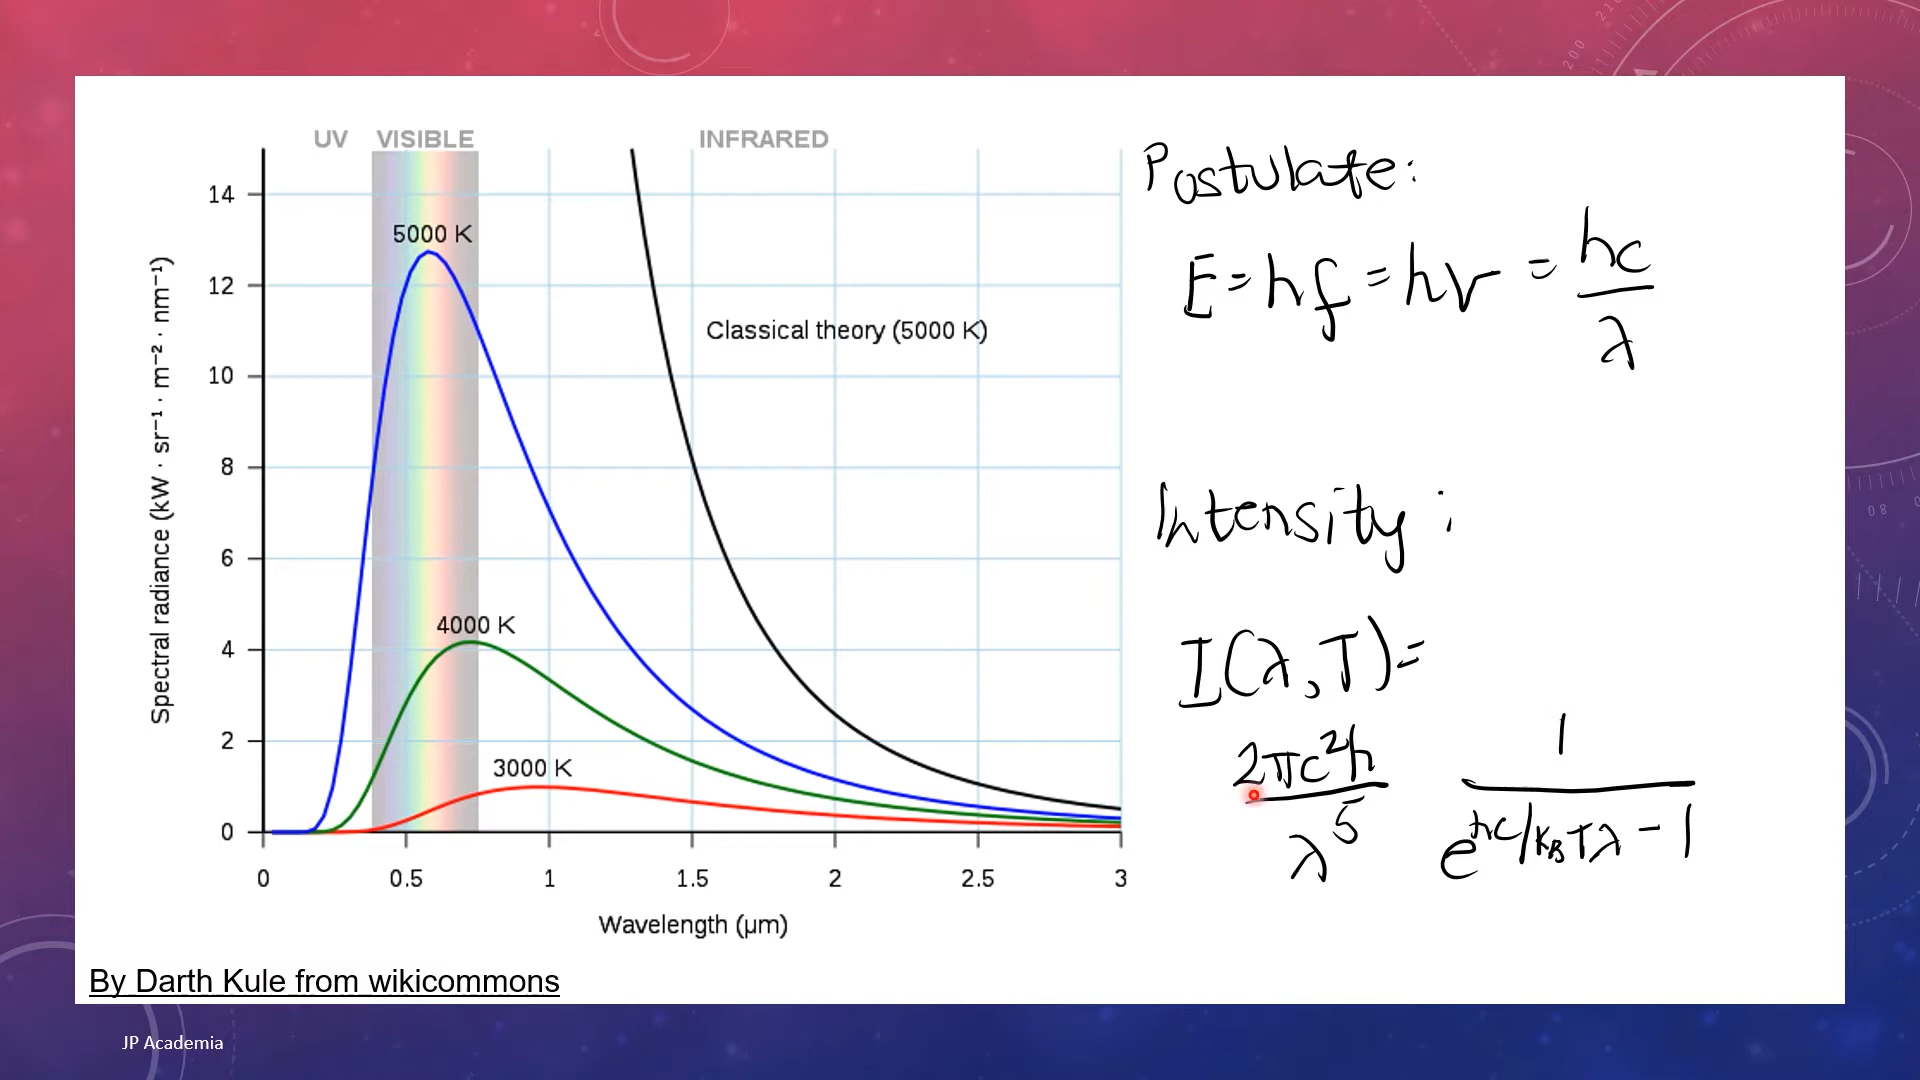 UV VISIBLE INFRARED
14
12
10
8
6
4
2
0
Spectral radiance (kW · sr⁻¹ · m⁻² · nm⁻¹)
5000 K
Classical theory (5000 K)
4000 K
3000 K
0 0.5 1 1.5 2 2.5 3
Wavelength (µm)
By Darth Kule from wikicommons
Postulate:
E = hf = hν = hc/λ
Intensity:
I(λ,T)=
2πc²h/λ⁵ 1/(e^(hc/k_BTλ) − 1)
JP Academia